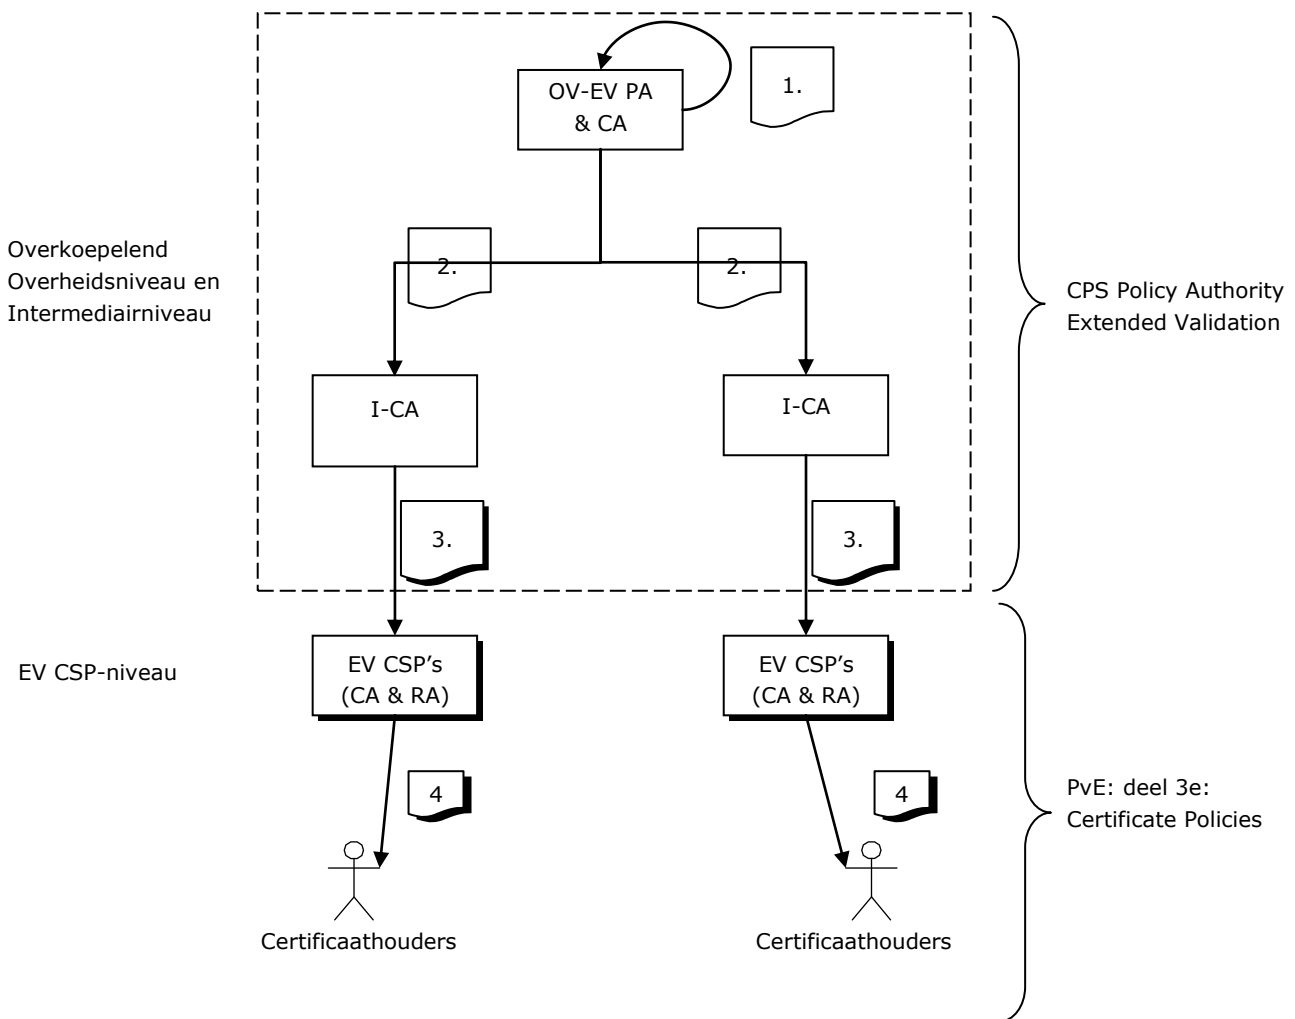 OV-EV PA
& CA
1.
Overkoepelend
Overheidsniveau en
Intermediairniveau
2.
2.
CPS Policy Authority
Extended Validation
I-CA
I-CA
3.
3.
EV CSP-niveau
EV CSP’s
(CA & RA)
EV CSP’s
(CA & RA)
4
4
PvE: deel 3e:
Certificate Policies
Certificaathouders
Certificaathouders